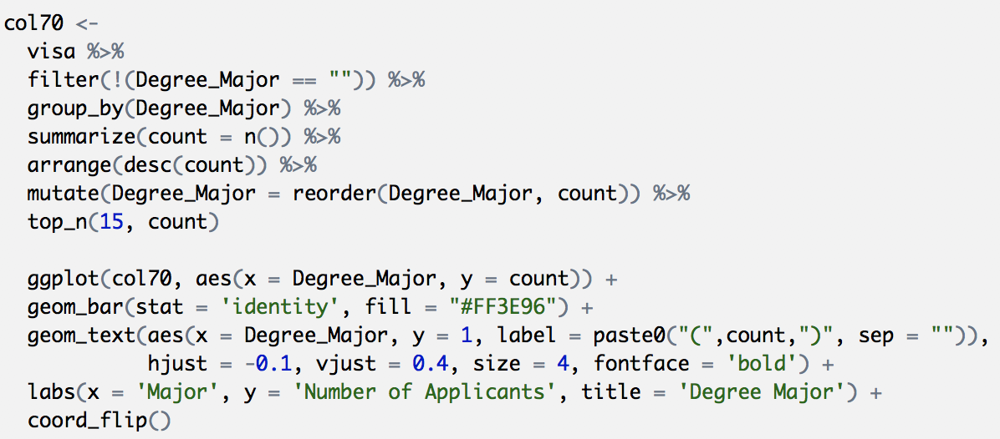 col70 <-
  visa %>%
  filter(!(Degree_Major == "")) %>%
  group_by(Degree_Major) %>%
  summarize(count = n()) %>%
  arrange(desc(count)) %>%
  mutate(Degree_Major = reorder(Degree_Major, count)) %>%
  top_n(15, count)

  ggplot(col70, aes(x = Degree_Major, y = count)) +
  geom_bar(stat = 'identity', fill = "#FF3E96") +
  geom_text(aes(x = Degree_Major, y = 1, label = paste0("(",count,")", sep = "")),
            hjust = -0.1, vjust = 0.4, size = 4, fontface = 'bold') +
  labs(x = 'Major', y = 'Number of Applicants', title = 'Degree Major') +
  coord_flip()